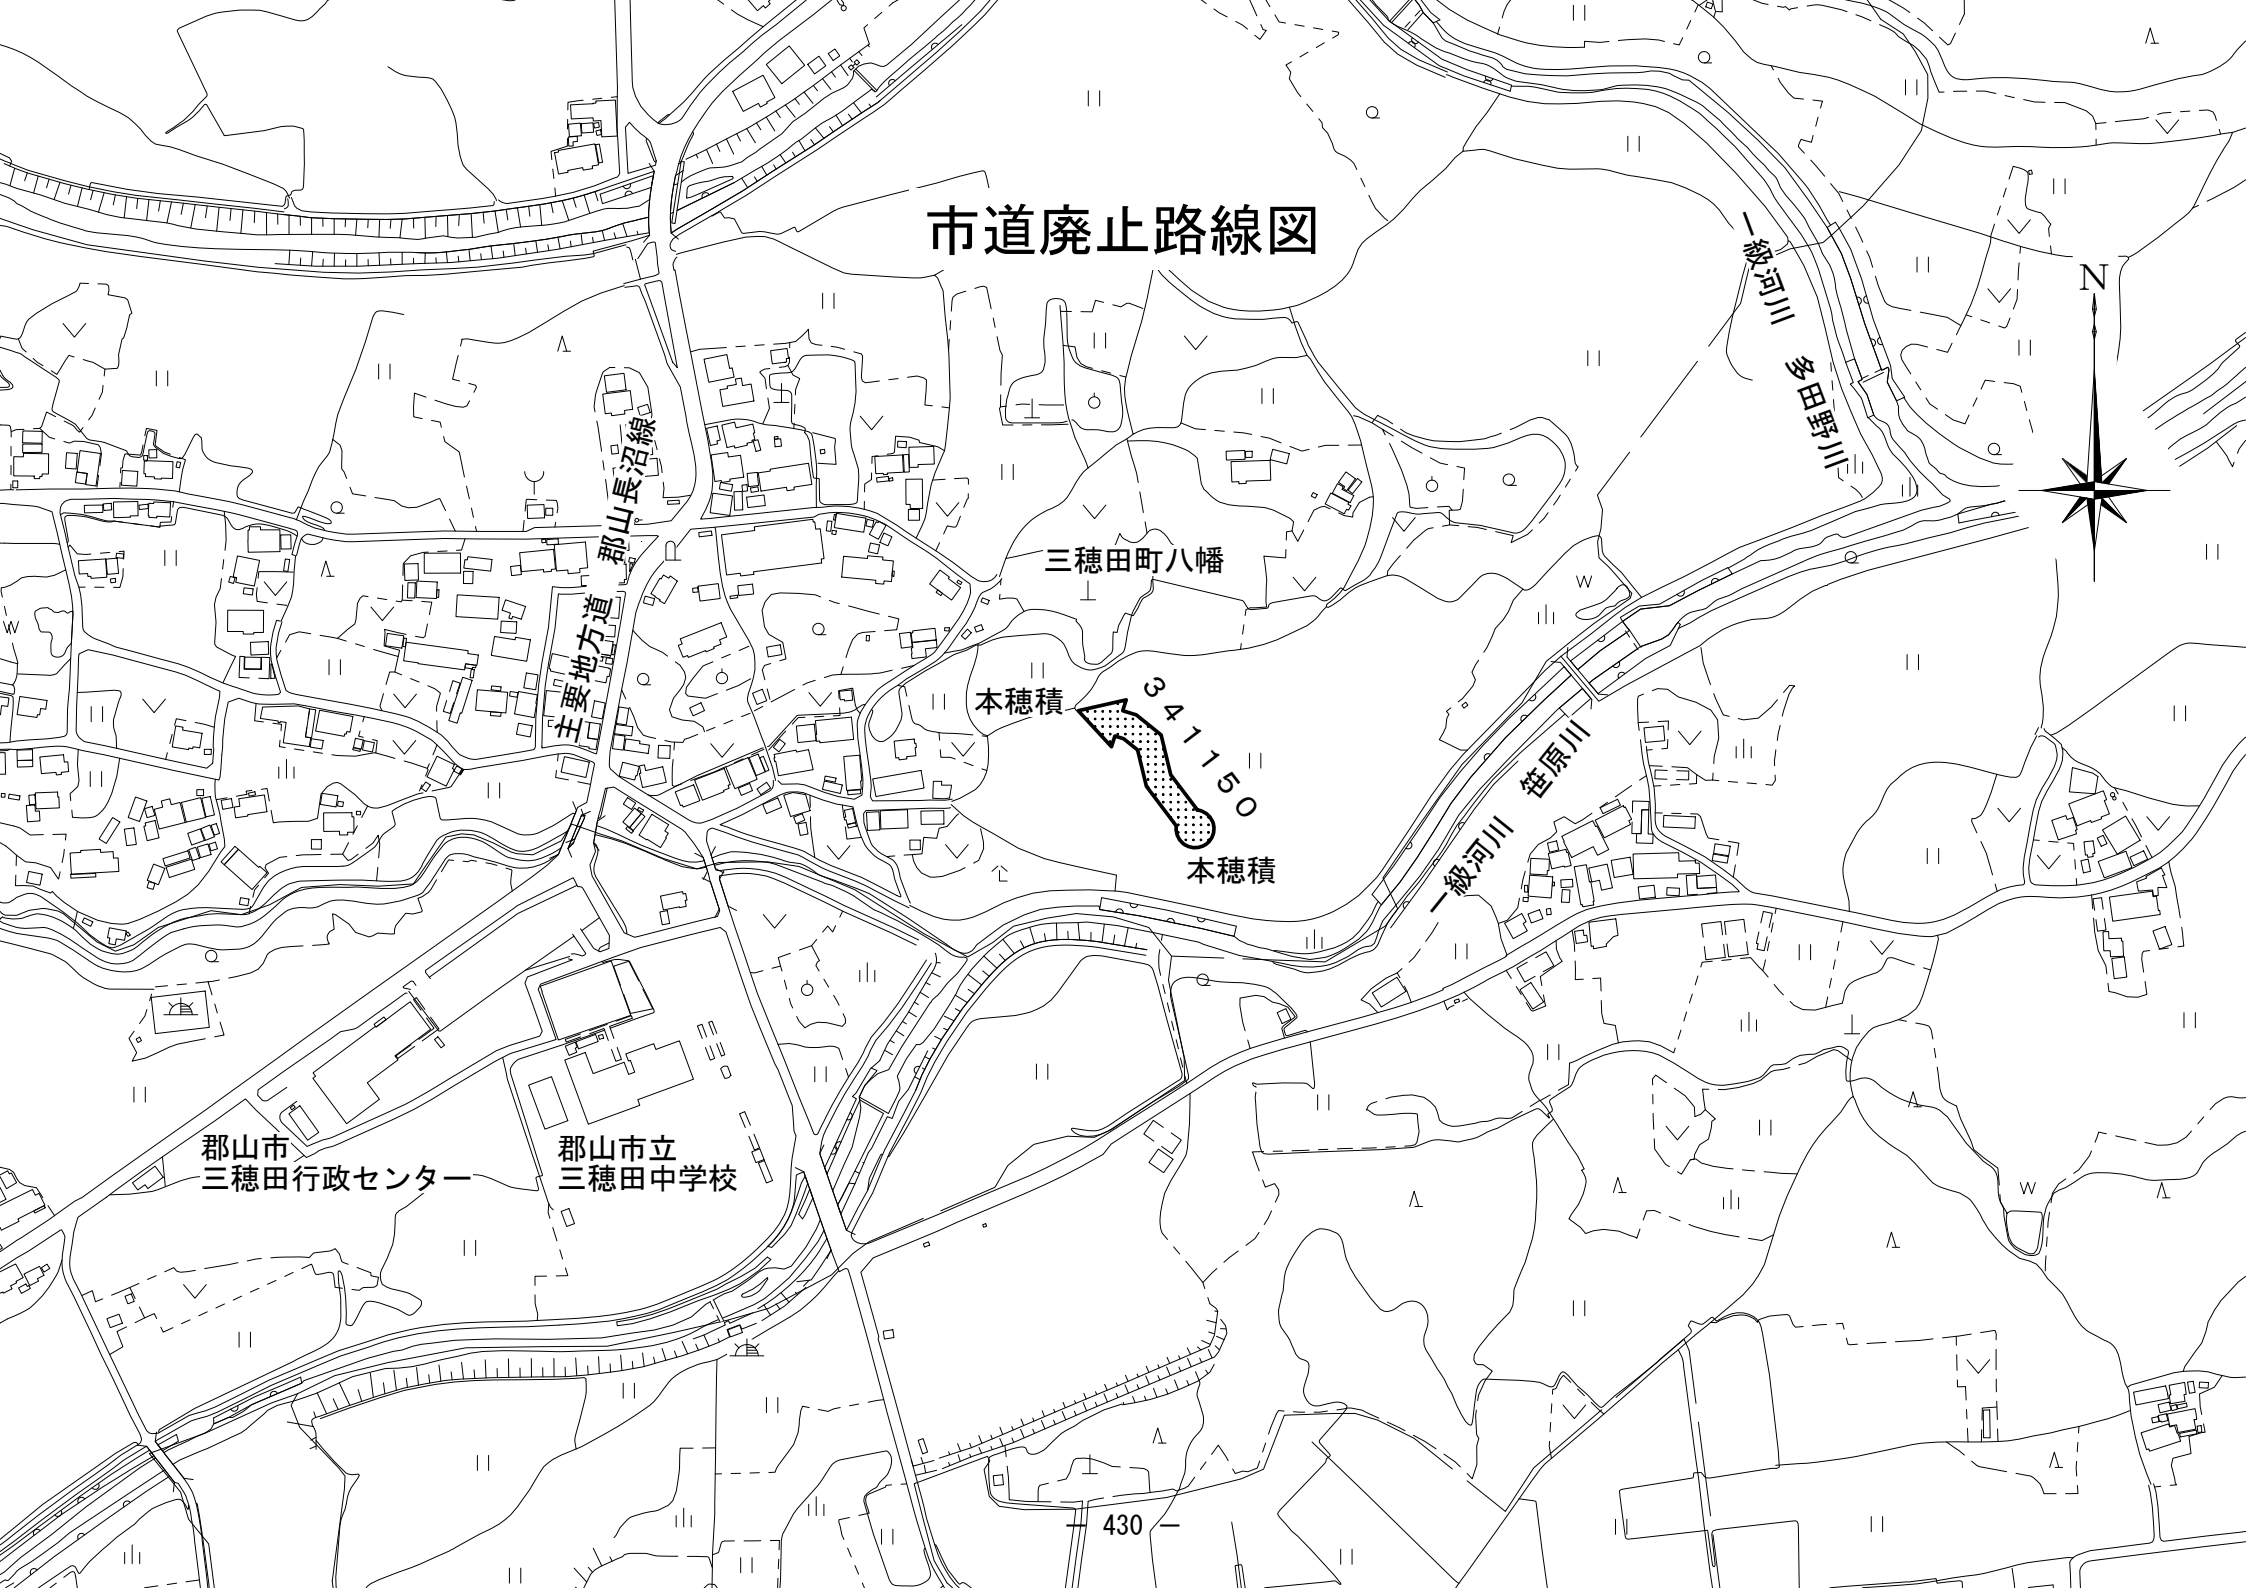 市道廃止路線図
一級河川 多田野川
N
主要地方道 郡山長沼線
三穂田町八幡
本穂積
３４１１５０
本穂積
一級河川 笹原川
郡山市
三穂田行政センター
郡山市立
三穂田中学校
― 430 ―